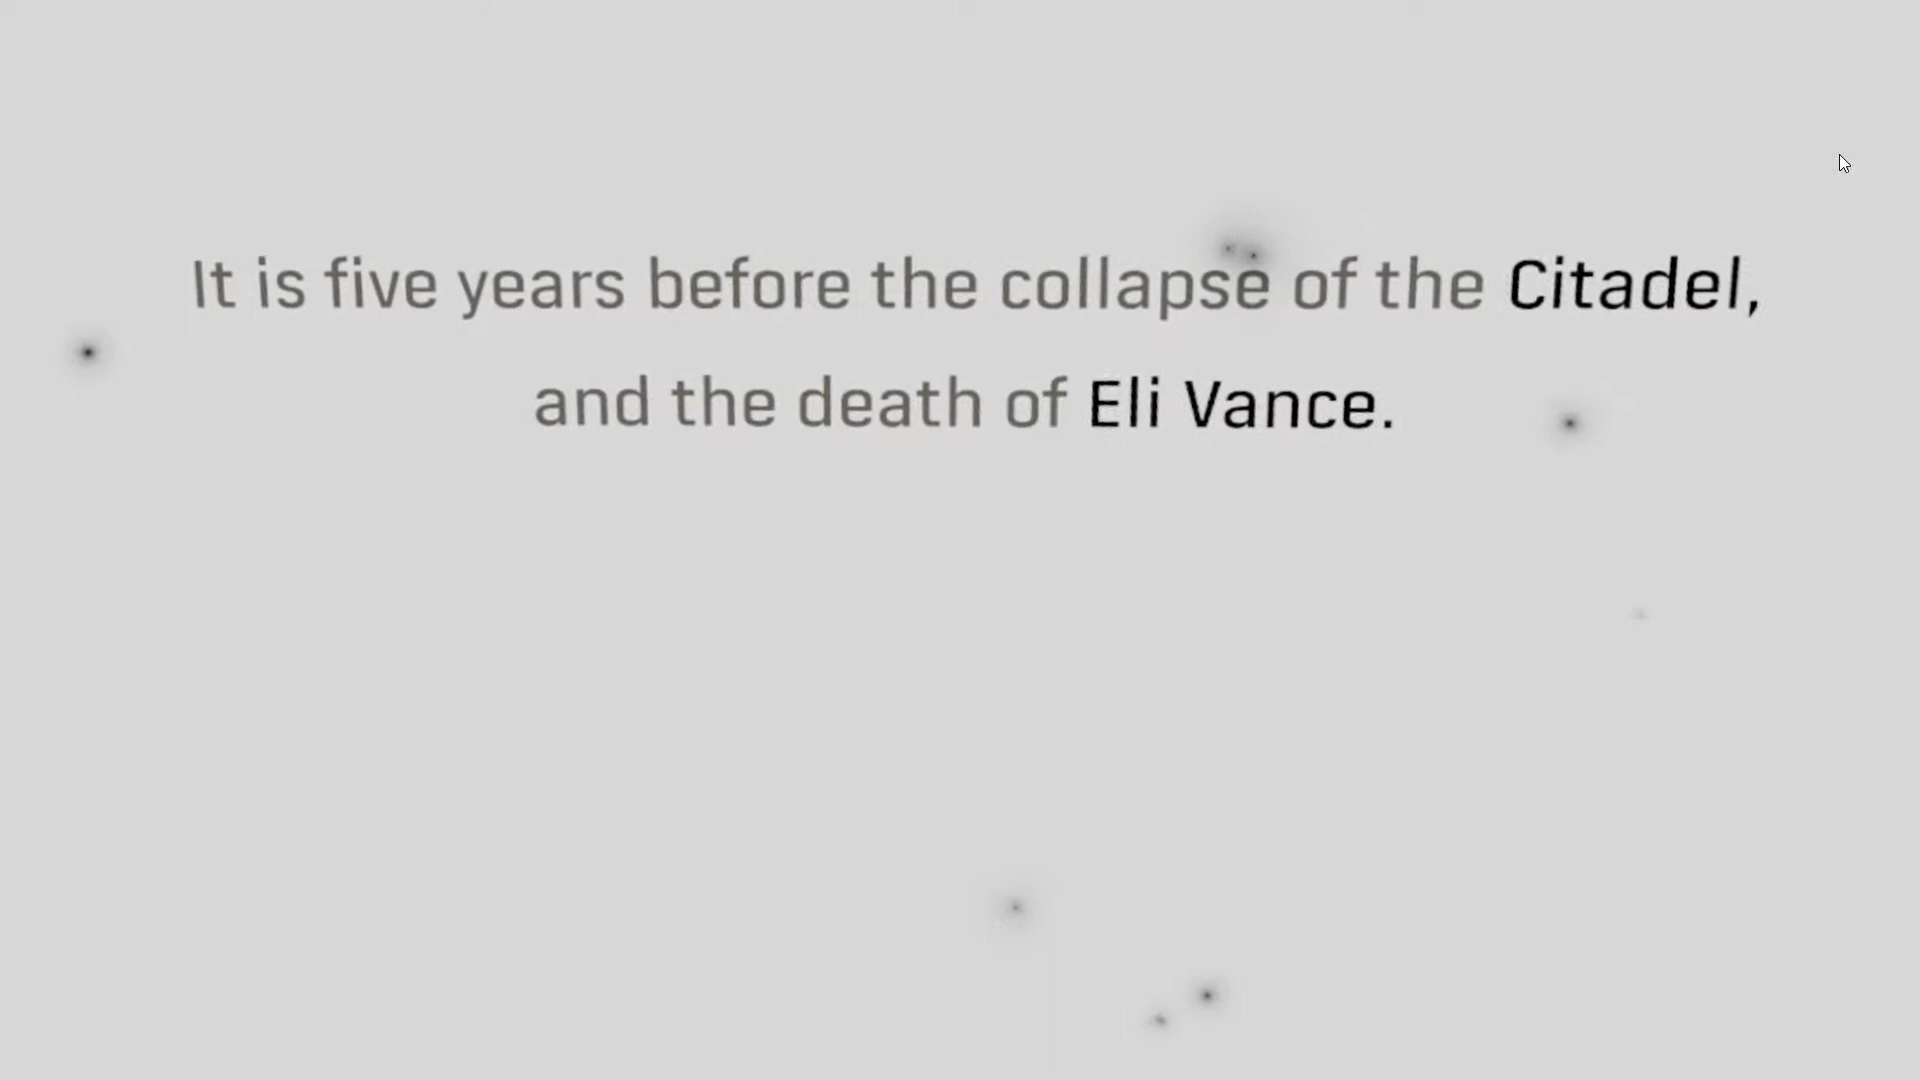 It is five years before the collapse of the Citadel,
and the death of Eli Vance.